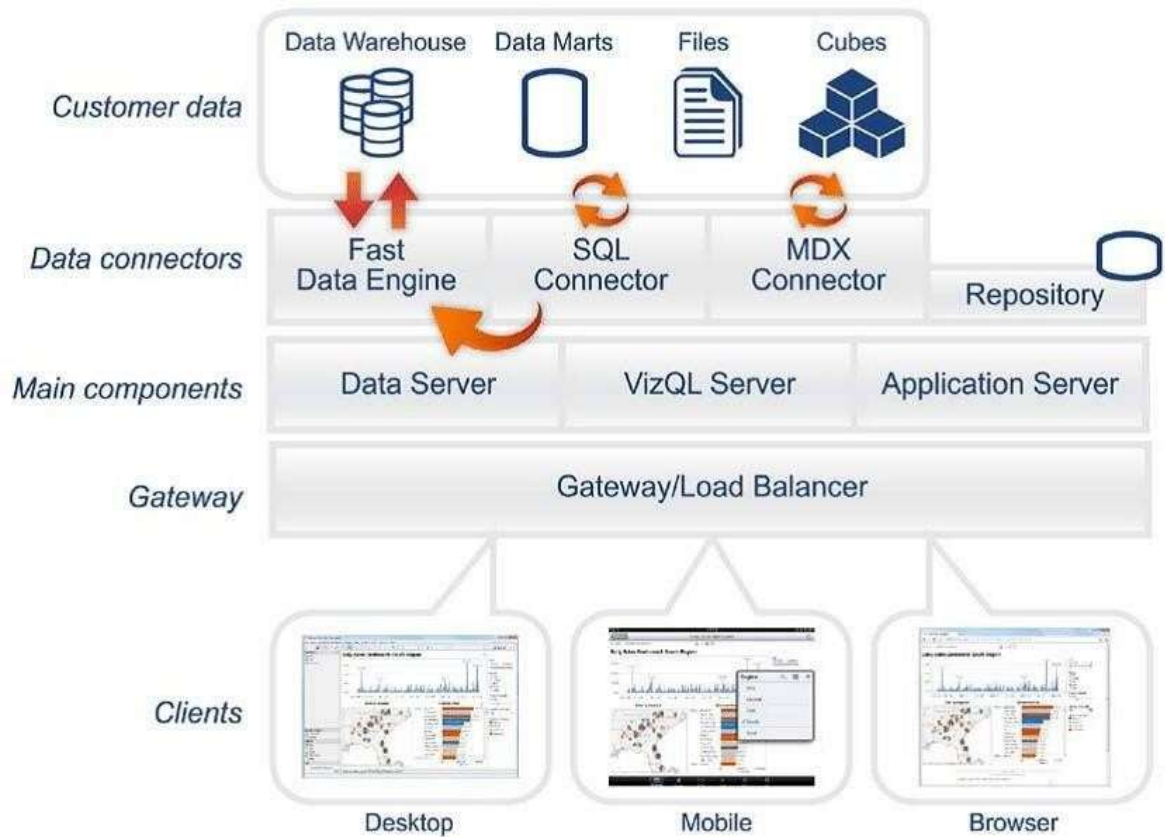 Data Warehouse
Data Marts
Files
Cubes
Customer data
Data connectors
Fast
Data Engine
SQL
Connector
MDX
Connector
Repository
Main components
Data Server
VizQL Server
Application Server
Gateway
Gateway/Load Balancer
Clients
Desktop
Mobile
Browser